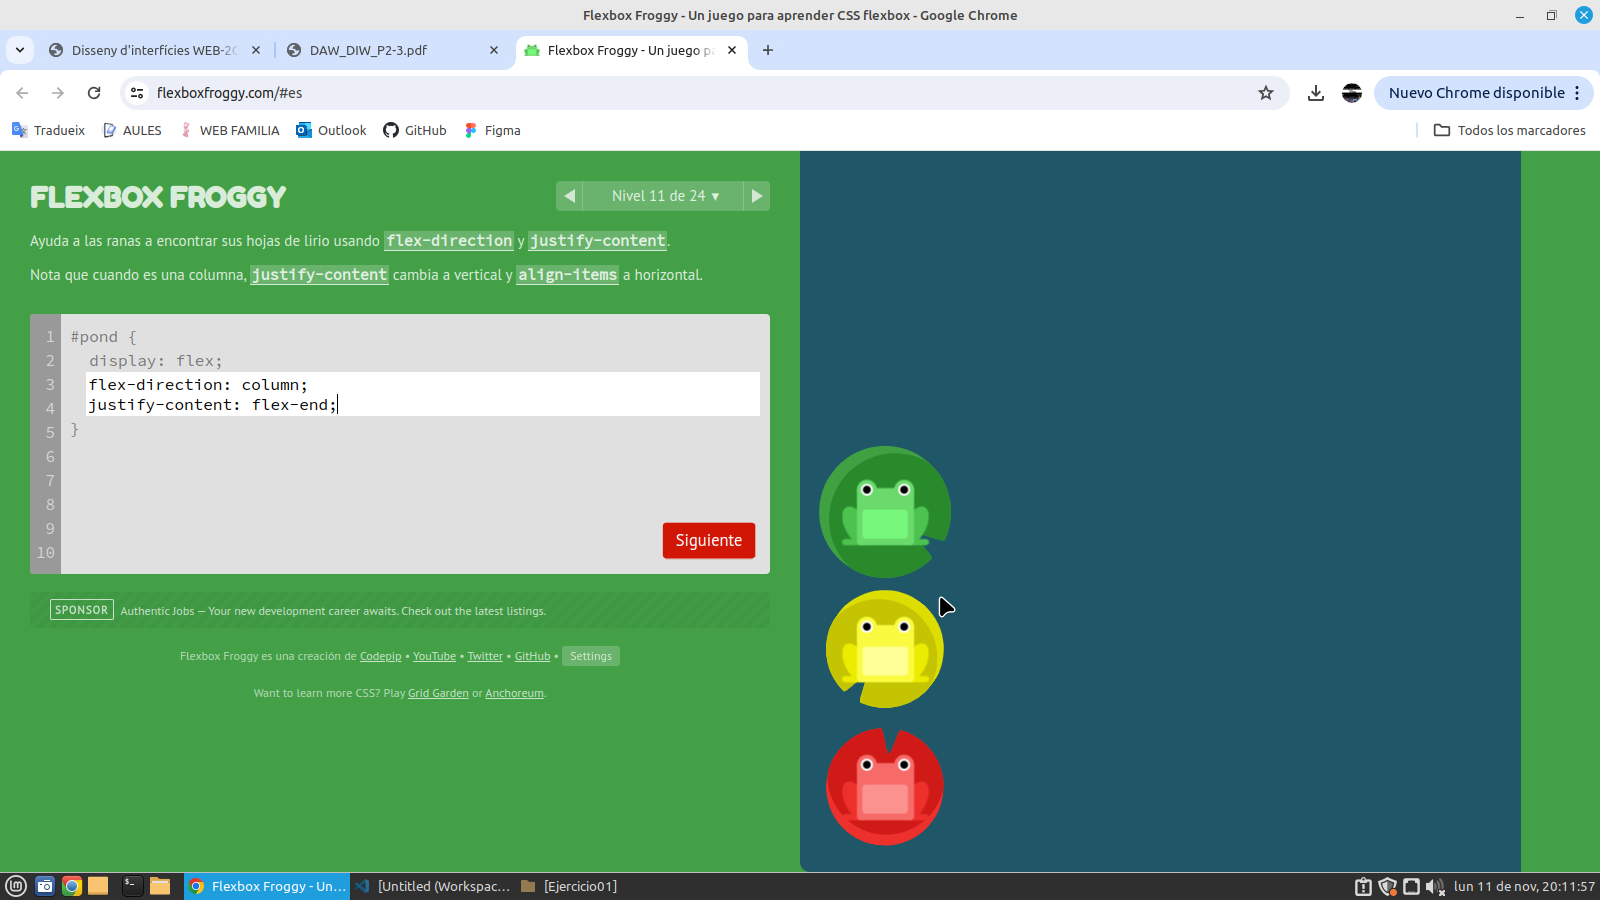 Flexbox Froggy - Un juego para aprender CSS flexbox - Google Chrome
Disseny d'interfícies WEB-2C
DAW_DIW_P2-3.pdf
Flexbox Froggy - Un juego p
flexboxfroggy.com/#es
Nuevo Chrome disponible
Tradueix
AULES
WEB FAMILIA
Outlook
GitHub
Figma
Todos los marcadores
FLEXBOX FROGGY
Nivel 11 de 24 ▾
Ayuda a las ranas a encontrar sus hojas de lirio usando flex-direction y justify-content.
Nota que cuando es una columna, justify-content cambia a vertical y align-items a horizontal.
1 #pond {
2 display: flex;
3 flex-direction: column;
4 justify-content: flex-end;
5 }
6
7
8
9
10
Siguiente
SPONSOR Authentic Jobs — Your new development career awaits. Check out the latest listings.
Flexbox Froggy es una creación de Codepip • YouTube • Twitter • GitHub • Settings
Want to learn more CSS? Play Grid Garden or Anchoreum.
Flexbox Froggy - Un...
[Untitled (Workspac...
[Ejercicio01]
lun 11 de nov, 20:11:57